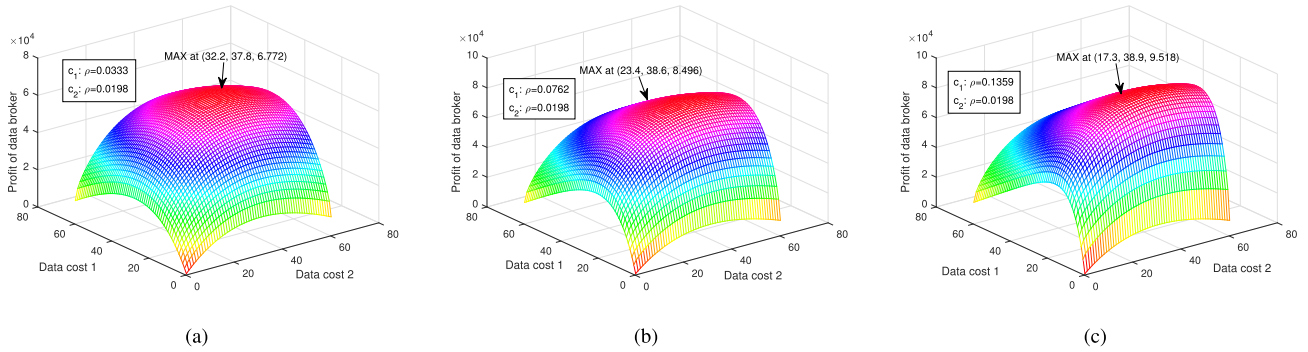 ×10⁴
8
6
4
2
0
Profit of data broker
c₁: ρ=0.0333
c₂: ρ=0.0198
MAX at (32.2, 37.8, 6.772)
80
60
40
20
0
Data cost 1
0
20
40
60
80
Data cost 2
(a)
×10⁴
10
8
6
4
2
0
Profit of data broker
c₁: ρ=0.0762
c₂: ρ=0.0198
MAX at (23.4, 38.6, 8.496)
80
60
40
20
0
Data cost 1
0
20
40
60
80
Data cost 2
(b)
×10⁴
10
8
6
4
2
0
Profit of data broker
c₁: ρ=0.1359
c₂: ρ=0.0198
MAX at (17.3, 38.9, 9.518)
80
60
40
20
0
Data cost 1
0
20
40
60
80
Data cost 2
(c)